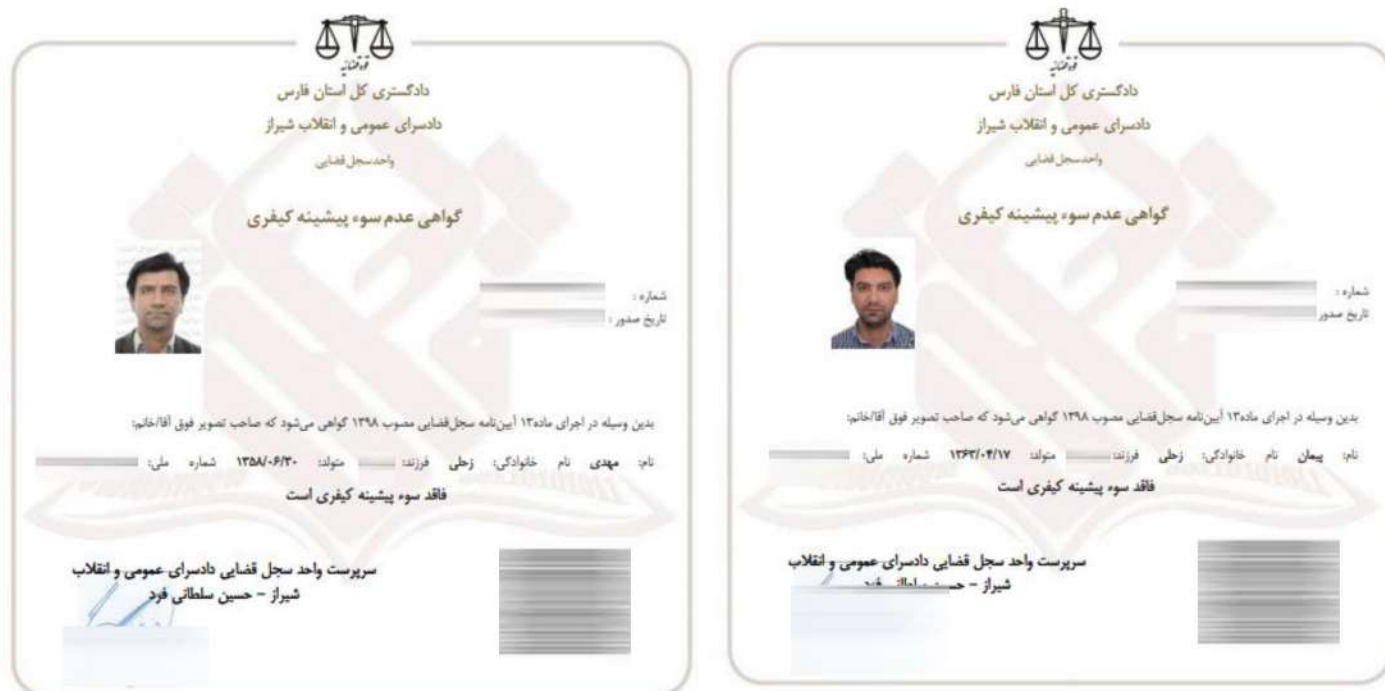 قوه قضائیه
دادگستری کل استان فارس
دادسرای عمومی و انقلاب شیراز
واحدسجل قضایی
گواهی عدم سوء پیشینه کیفری
شماره :
تاریخ صدور :
بدین وسیله در اجرای ماده۱۳ آیین‌نامه سجل‌قضایی مصوب ۱۳۹۸ گواهی می‌شود که صاحب تصویر فوق آقا/خانم:
نام: مهدی نام خانوادگی: زحلی فرزند: متولد: ۱۳۵۸/۰۶/۳۰ شماره ملی:
فاقد سوء پیشینه کیفری است
سرپرست واحد سجل قضایی دادسرای عمومی و انقلاب
شیراز - حسین سلطانی فرد
قوه قضائیه
دادگستری کل استان فارس
دادسرای عمومی و انقلاب شیراز
واحدسجل قضایی
گواهی عدم سوء پیشینه کیفری
شماره :
تاریخ صدور
بدین وسیله در اجرای ماده۱۳ آیین‌نامه سجل‌قضایی مصوب ۱۳۹۸ گواهی می‌شود که صاحب تصویر فوق آقا/خانم:
نام: پیمان نام خانوادگی: زحلی فرزند: متولد: ۱۳۶۳/۰۴/۱۷ شماره ملی:
فاقد سوء پیشینه کیفری است
سرپرست واحد سجل قضایی دادسرای عمومی و انقلاب
شیراز - حسین سلطانی فرد